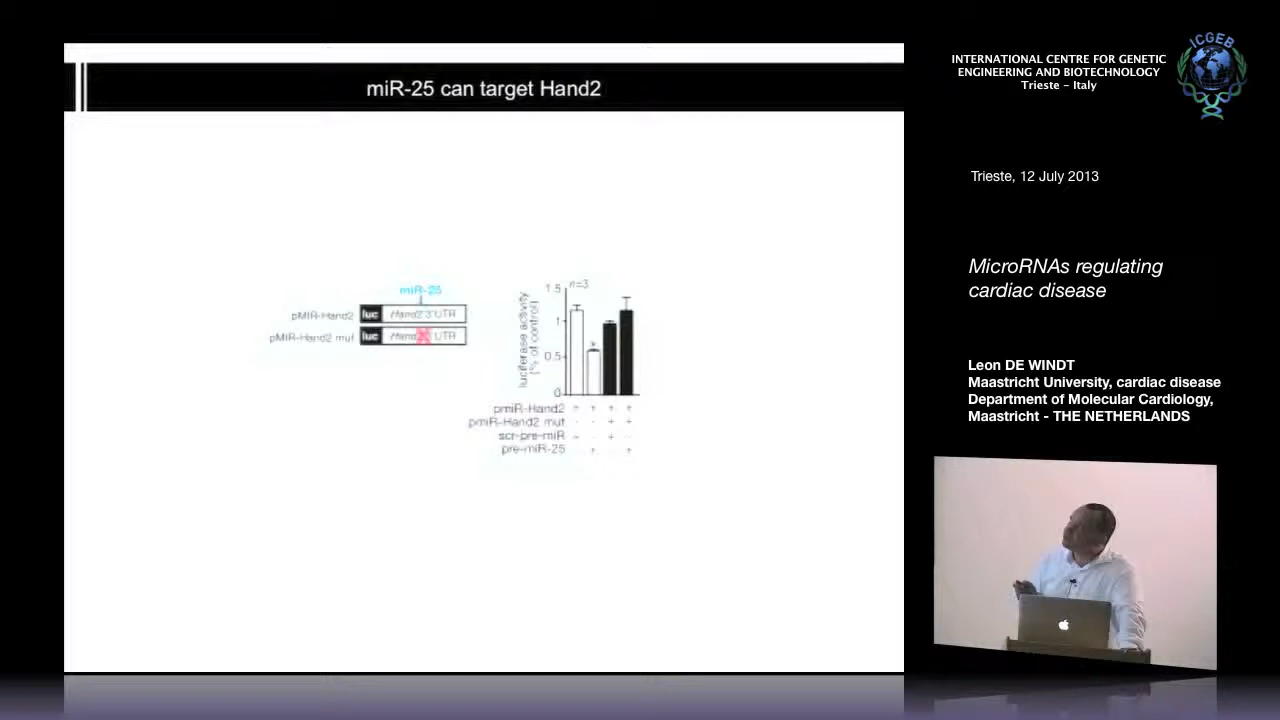 miR-25 can target Hand2
miR-25
pMIR-Hand2
luc
Hand2 3'UTR
pMIR-Hand2 mut
luc
UTR
n=3
luciferase activity
(% of control)
1.5
1
0.5
0
*
pmiR-Hand2 + + + +
pmiR-Hand2 mut - - + +
scr-pre-miR
pre-miR-25
ICGEB
INTERNATIONAL CENTRE FOR GENETIC
ENGINEERING AND BIOTECHNOLOGY
Trieste - Italy
Trieste, 12 July 2013
MicroRNAs regulating
cardiac disease
Leon DE WINDT
Maastricht University, cardiac disease
Department of Molecular Cardiology,
Maastricht - THE NETHERLANDS